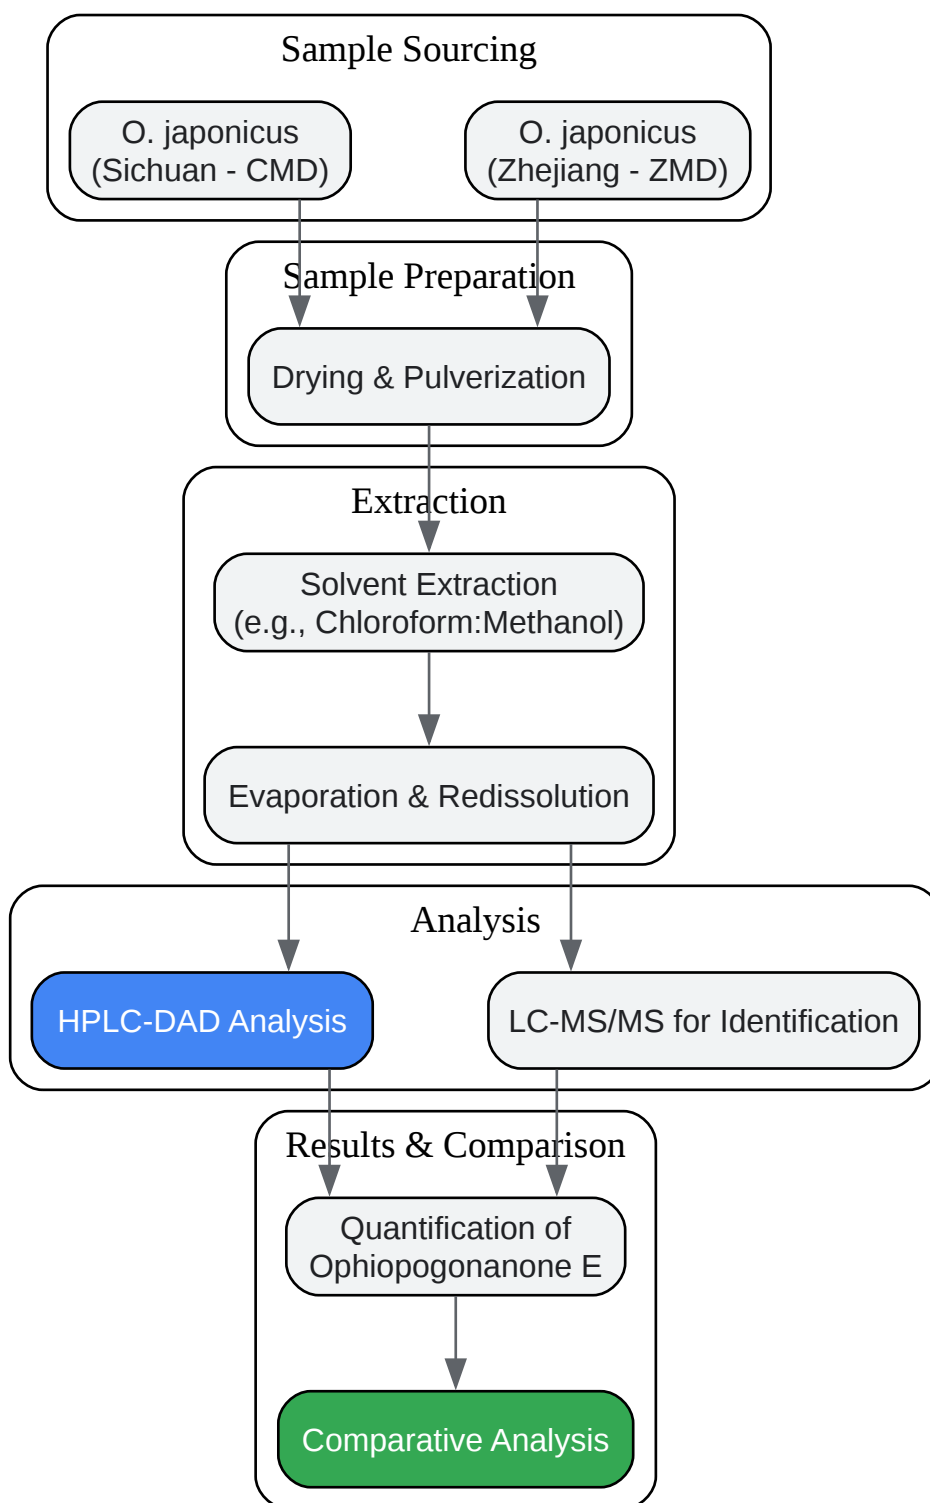 Sample Sourcing
O. japonicus
(Sichuan - CMD)
O. japonicus
(Zhejiang - ZMD)
Sample Preparation
Drying & Pulverization
Extraction
Solvent Extraction
(e.g., Chloroform:Methanol)
Evaporation & Redissolution
Analysis
HPLC-DAD Analysis
LC-MS/MS for Identification
Results & Comparison
Quantification of
Ophiopogonanone E
Comparative Analysis